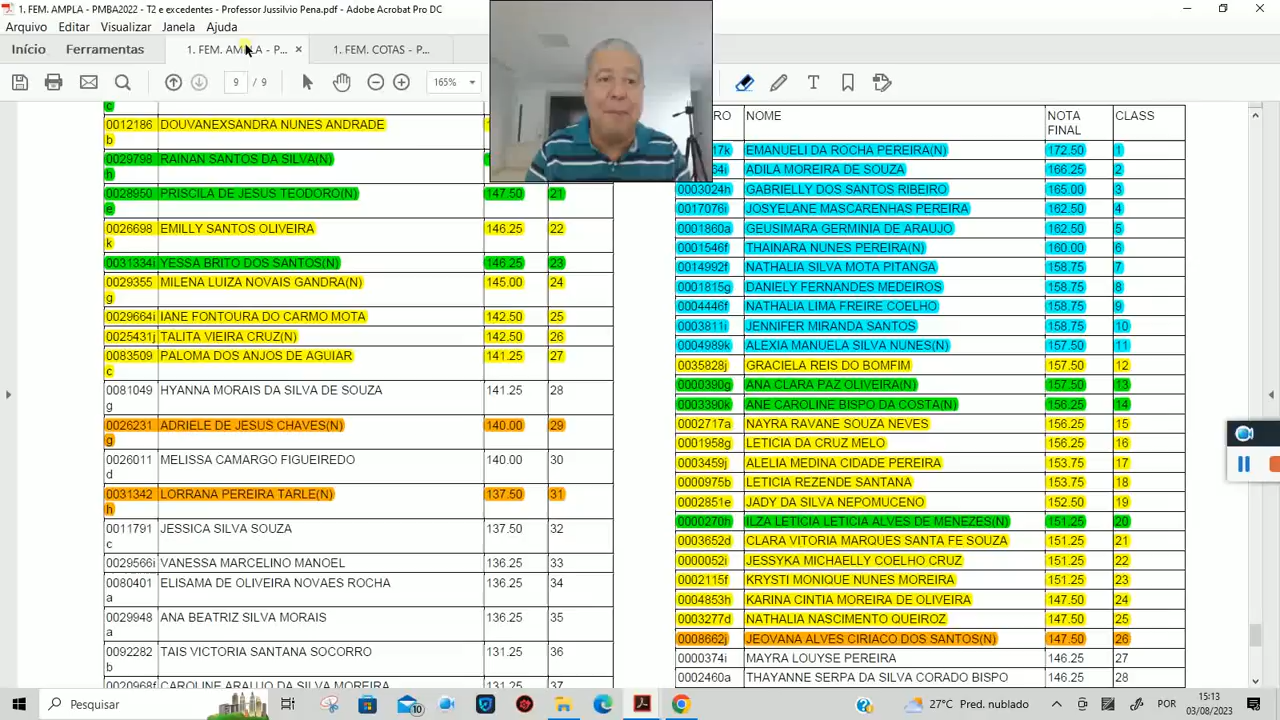 1. FEM. AMPLA - PMBA2022 - T2 e excedentes - Professor Jussilvio Pena.pdf - Adobe Acrobat Pro DC
Arquivo Editar Visualizar Janela Ajuda
Início Ferramentas 1. FEM. AMPLA - P... × 1. FEM. COTAS - P...
9 / 9 165%
c
0012186 DOUVANEXSANDRA NUNES ANDRADE
b
0029798 RAINAN SANTOS DA SILVA(N)
h
0028950 PRISCILA DE JESUS TEODORO(N) 147.50 21
e
0026698 EMILLY SANTOS OLIVEIRA 146.25 22
k
0031334i YESSA BRITO DOS SANTOS(N) 146.25 23
0029355 MILENA LUIZA NOVAIS GANDRA(N) 145.00 24
g
0029664i IANE FONTOURA DO CARMO MOTA 142.50 25
0025431j TALITA VIEIRA CRUZ(N) 142.50 26
0083509 PALOMA DOS ANJOS DE AGUIAR 141.25 27
c
0081049 HYANNA MORAIS DA SILVA DE SOUZA 141.25 28
g
0026231 ADRIELE DE JESUS CHAVES(N) 140.00 29
g
0026011 MELISSA CAMARGO FIGUEIREDO 140.00 30
d
0031342 LORRANA PEREIRA TARLE(N) 137.50 31
h
0011791 JESSICA SILVA SOUZA 137.50 32
c
0029566i VANESSA MARCELINO MANOEL 136.25 33
0080401 ELISAMA DE OLIVEIRA NOVAES ROCHA 136.25 34
a
0029948 ANA BEATRIZ SILVA MORAIS 136.25 35
a
0092282 TAIS VICTORIA SANTANA SOCORRO 131.25 36
b
0020968f CAROLINE ARAUJO DA SILVA MOREIRA 131.25 37
RO NOME NOTA CLASS
FINAL
17k EMANUELI DA ROCHA PEREIRA(N) 172.50 1
64i ADILA MOREIRA DE SOUZA 166.25 2
0003024h GABRIELLY DOS SANTOS RIBEIRO 165.00 3
0017076i JOSYELANE MASCARENHAS PEREIRA 162.50 4
0001860a GEUSIMARA GERMINIA DE ARAUJO 162.50 5
0001546f THAINARA NUNES PEREIRA(N) 160.00 6
0014992f NATHALIA SILVA MOTA PITANGA 158.75 7
0001815g DANIELY FERNANDES MEDEIROS 158.75 8
0004446f NATHALIA LIMA FREIRE COELHO 158.75 9
0003811i JENNIFER MIRANDA SANTOS 158.75 10
0004989k ALEXIA MANUELA SILVA NUNES(N) 157.50 11
0035828j GRACIELA REIS DO BOMFIM 157.50 12
0000390g ANA CLARA PAZ OLIVEIRA(N) 157.50 13
0003390k ANE CAROLINE BISPO DA COSTA(N) 156.25 14
0002717a NAYRA RAVANE SOUZA NEVES 156.25 15
0001958g LETICIA DA CRUZ MELO 156.25 16
0003459j ALELIA MEDINA CIDADE PEREIRA 153.75 17
0000975b LETICIA REZENDE SANTANA 153.75 18
0002851e JADY DA SILVA NEPOMUCENO 152.50 19
0000270h ILZA LETICIA LETICIA ALVES DE MENEZES(N) 151.25 20
0003652d CLARA VITORIA MARQUES SANTA FE SOUZA 151.25 21
0000052i JESSYKA MICHAELLY COELHO CRUZ 151.25 22
0002115f KRYSTI MONIQUE NUNES MOREIRA 151.25 23
0004853h KARINA CINTIA MOREIRA DE OLIVEIRA 147.50 24
0003277d NATHALIA NASCIMENTO QUEIROZ 147.50 25
0008662j JEOVANA ALVES CIRIACO DOS SANTOS(N) 147.50 26
0000374i MAYRA LOUYSE PEREIRA 146.25 27
0002460a THAYANNE SERPA DA SILVA CORADO BISPO 146.25 28
Pesquisar 10 27°C Pred. nublado POR 15:13
03/08/2023